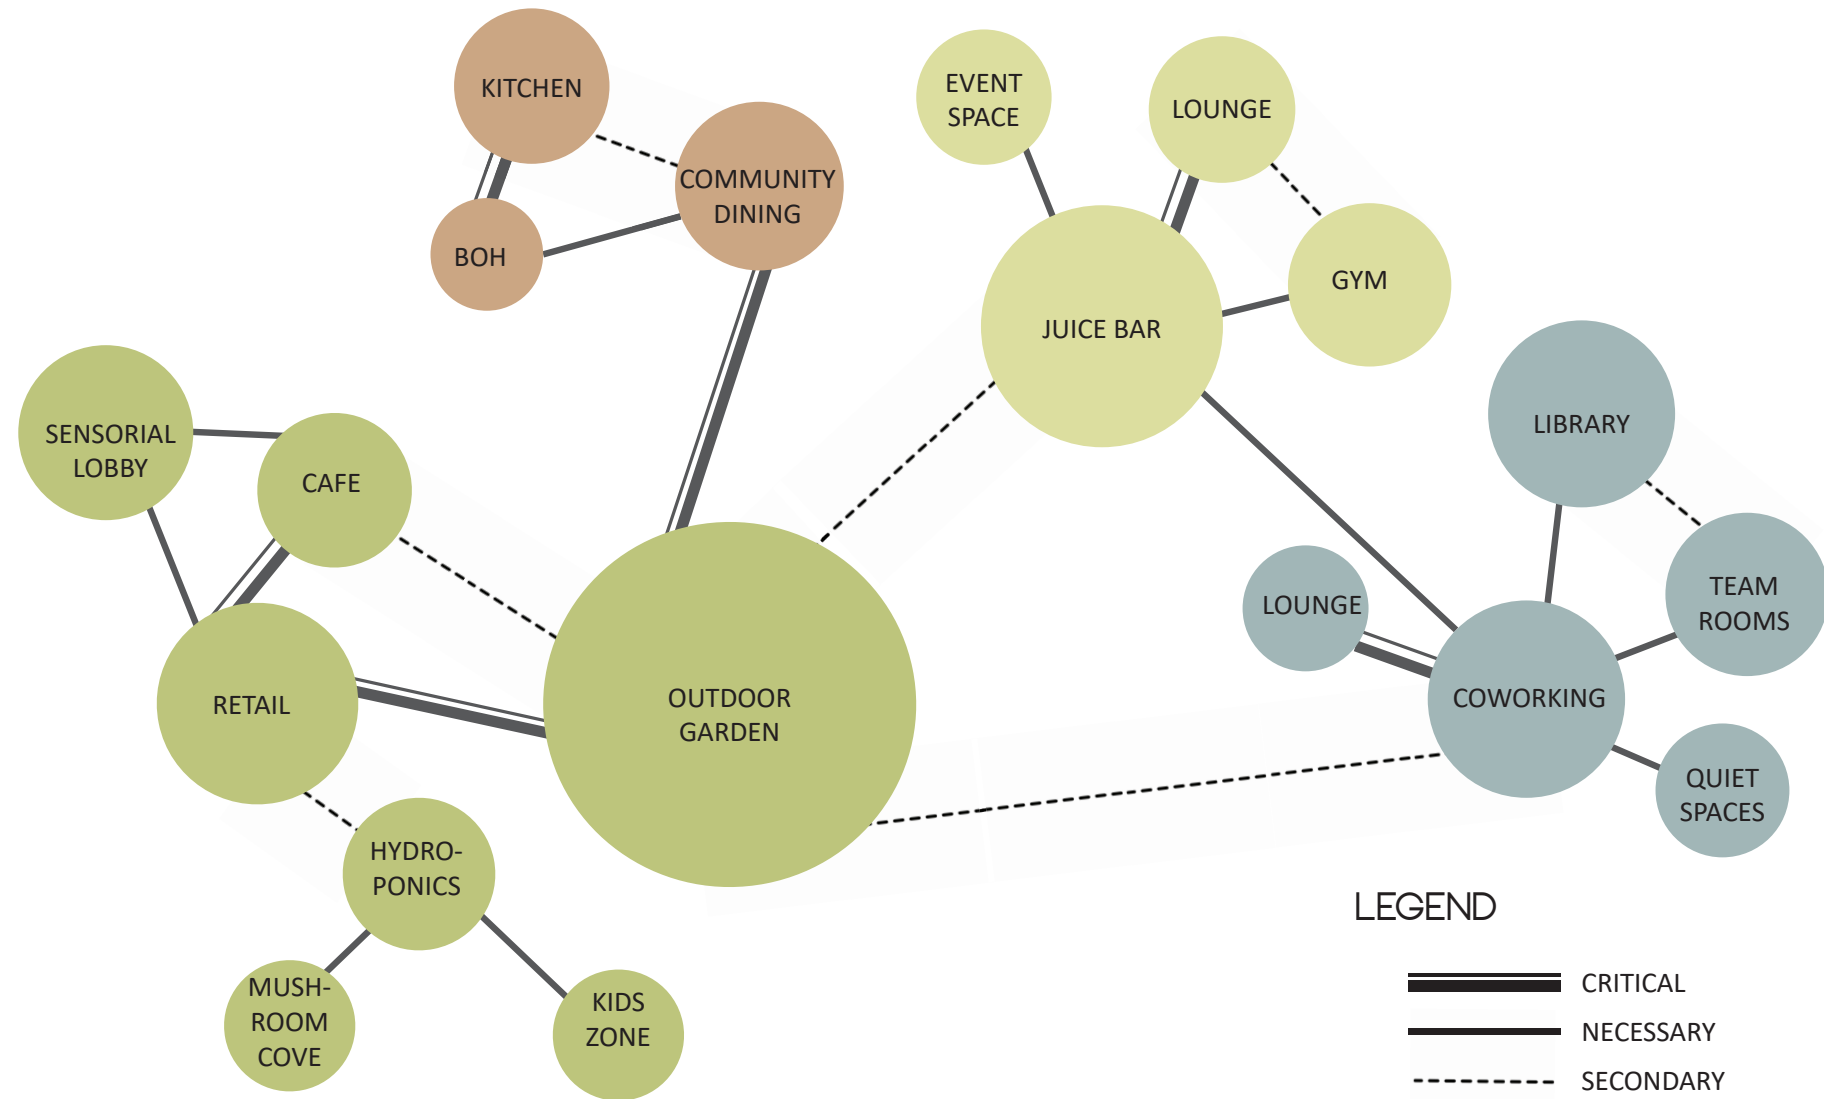 KITCHEN
COMMUNITY
DINING
BOH
EVENT
SPACE
LOUNGE
GYM
JUICE BAR
SENSORIAL
LOBBY
CAFE
RETAIL
OUTDOOR
GARDEN
LIBRARY
LOUNGE
TEAM
ROOMS
COWORKING
QUIET
SPACES
HYDRO-
PONICS
MUSH-
ROOM
COVE
KIDS
ZONE
LEGEND
CRITICAL
NECESSARY
SECONDARY